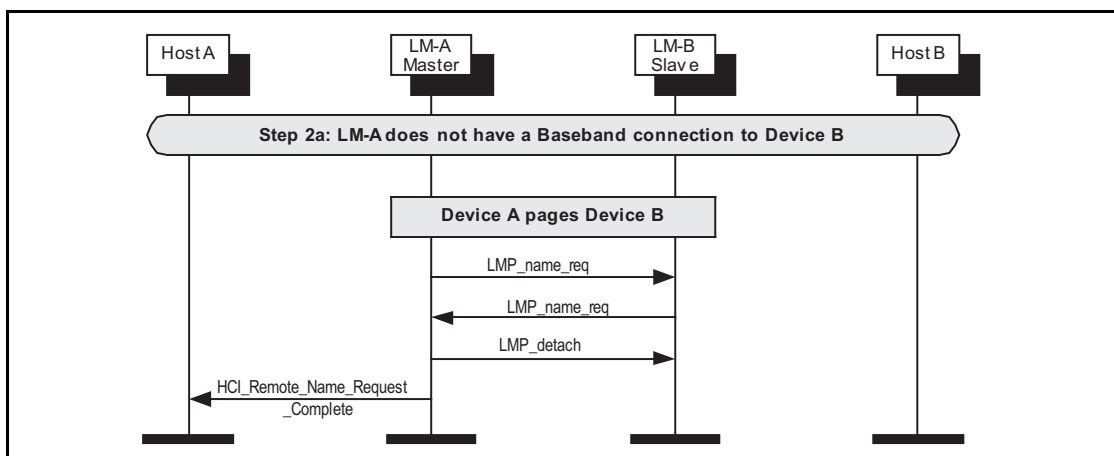 Host A
LM-A
Master
LM-B
Slave
Host B
Step 2a: LM-A does not have a Baseband connection to Device B
Device A pages Device B
LMP_name_req
LMP_name_req
LMP_detach
HCI_Remote_Name_Request
_Complete